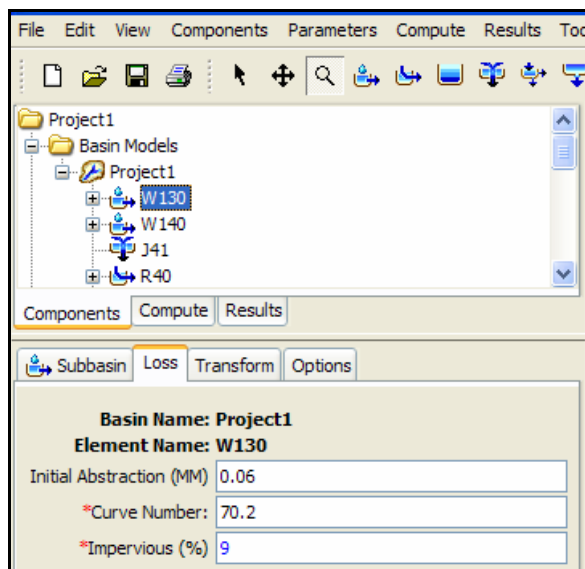 File Edit View Components Parameters Compute Results Too
Project1
Basin Models
Project1
W130
W140
J41
R40
Components Compute Results
Subbasin Loss Transform Options
Basin Name: Project1
Element Name: W130
Initial Abstraction (MM) 0.06
*Curve Number: 70.2
*Impervious (%) 9